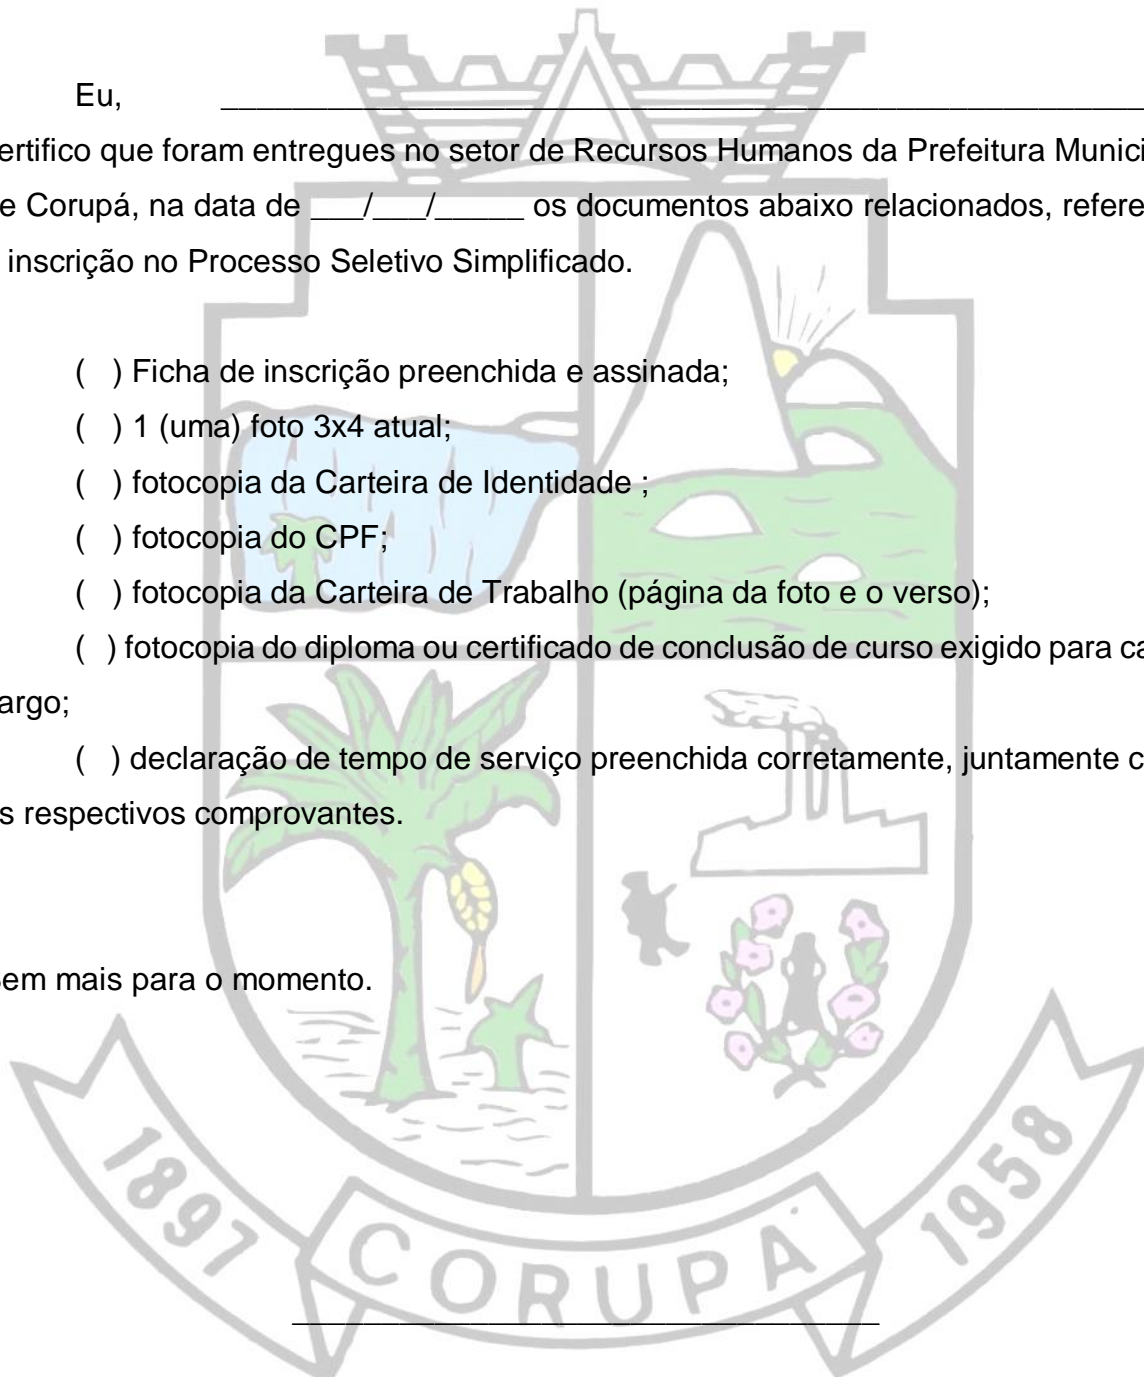 Eu, ____________________________________________________
ertifico que foram entregues no setor de Recursos Humanos da Prefeitura Munici
e Corupá, na data de ___/___/_____ os documentos abaixo relacionados, refere
inscrição no Processo Seletivo Simplificado.
( ) Ficha de inscrição preenchida e assinada;
( ) 1 (uma) foto 3x4 atual;
( ) fotocopia da Carteira de Identidade ;
( ) fotocopia do CPF;
( ) fotocopia da Carteira de Trabalho (página da foto e o verso);
( ) fotocopia do diploma ou certificado de conclusão de curso exigido para ca
argo;
( ) declaração de tempo de serviço preenchida corretamente, juntamente c
s respectivos comprovantes.
Sem mais para o momento.
1897 CORUPÁ 1958
_________________________________